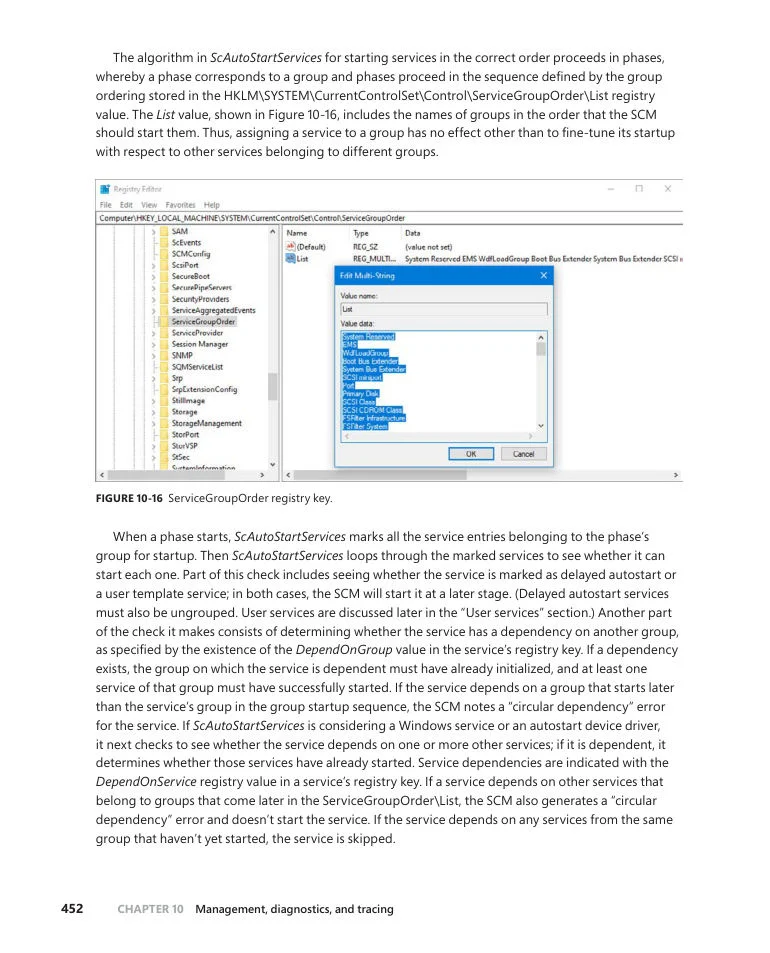 The algorithm in ScAutoStartServices for starting services in the correct order proceeds in phases,
whereby a phase corresponds to a group and phases proceed in the sequence defined by the group
ordering stored in the HKLM\SYSTEM\CurrentControlSet\Control\ServiceGroupOrder\List registry
value. The List value, shown in Figure 10-16, includes the names of groups in the order that the SCM
should start them. Thus, assigning a service to a group has no effect other than to fine-tune its startup
with respect to other services belonging to different groups.
Registry Editor
File Edit View Favorites Help
Computer\HKEY_LOCAL_MACHINE\SYSTEM\CurrentControlSet\Control\ServiceGroupOrder
SAM
ScEvents
SCMConfig
ScsiPort
SecureBoot
SecurePipeServers
SecurityProviders
ServiceAggregatedEvents
ServiceGroupOrder
ServiceProvider
Session Manager
SNMP
SQMServiceList
Srp
SrpExtensionConfig
StillImage
Storage
StorageManagement
StorPort
StorVSP
StSec
SystemInformation
Name Type Data
(Default) REG_SZ (value not set)
List REG_MULTI... System Reserved EMS WdfLoadGroup Boot Bus Extender System Bus Extender SCSI
Edit Multi-String
Value name:
List
Value data:
System Reserved
EMS
WdfLoadGroup
Boot Bus Extender
System Bus Extender
SCSI miniport
Port
Primary Disk
SCSI Class
SCSI CDROM Class
FSFilter Infrastructure
FSFilter System
OK Cancel
FIGURE 10-16 ServiceGroupOrder registry key.
When a phase starts, ScAutoStartServices marks all the service entries belonging to the phase's
group for startup. Then ScAutoStartServices loops through the marked services to see whether it can
start each one. Part of this check includes seeing whether the service is marked as delayed autostart or
a user template service; in both cases, the SCM will start it at a later stage. (Delayed autostart services
must also be ungrouped. User services are discussed later in the “User services” section.) Another part
of the check it makes consists of determining whether the service has a dependency on another group,
as specified by the existence of the DependOnGroup value in the service's registry key. If a dependency
exists, the group on which the service is dependent must have already initialized, and at least one
service of that group must have successfully started. If the service depends on a group that starts later
than the service's group in the group startup sequence, the SCM notes a “circular dependency” error
for the service. If ScAutoStartServices is considering a Windows service or an autostart device driver,
it next checks to see whether the service depends on one or more other services; if it is dependent, it
determines whether those services have already started. Service dependencies are indicated with the
DependOnService registry value in a service's registry key. If a service depends on other services that
belong to groups that come later in the ServiceGroupOrder\List, the SCM also generates a “circular
dependency” error and doesn't start the service. If the service depends on any services from the same
group that haven't yet started, the service is skipped.
452 CHAPTER 10 Management, diagnostics, and tracing